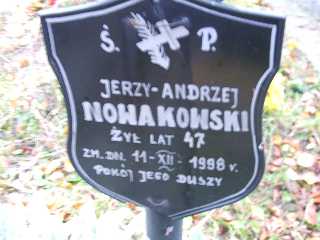 Ś. P.
JERZY-ANDRZEJ
NOWAKOWSKI
ŻYŁ LAT 47
ZM. DN. 11-XII-1998 r.
POKÓJ JEGO DUSZY